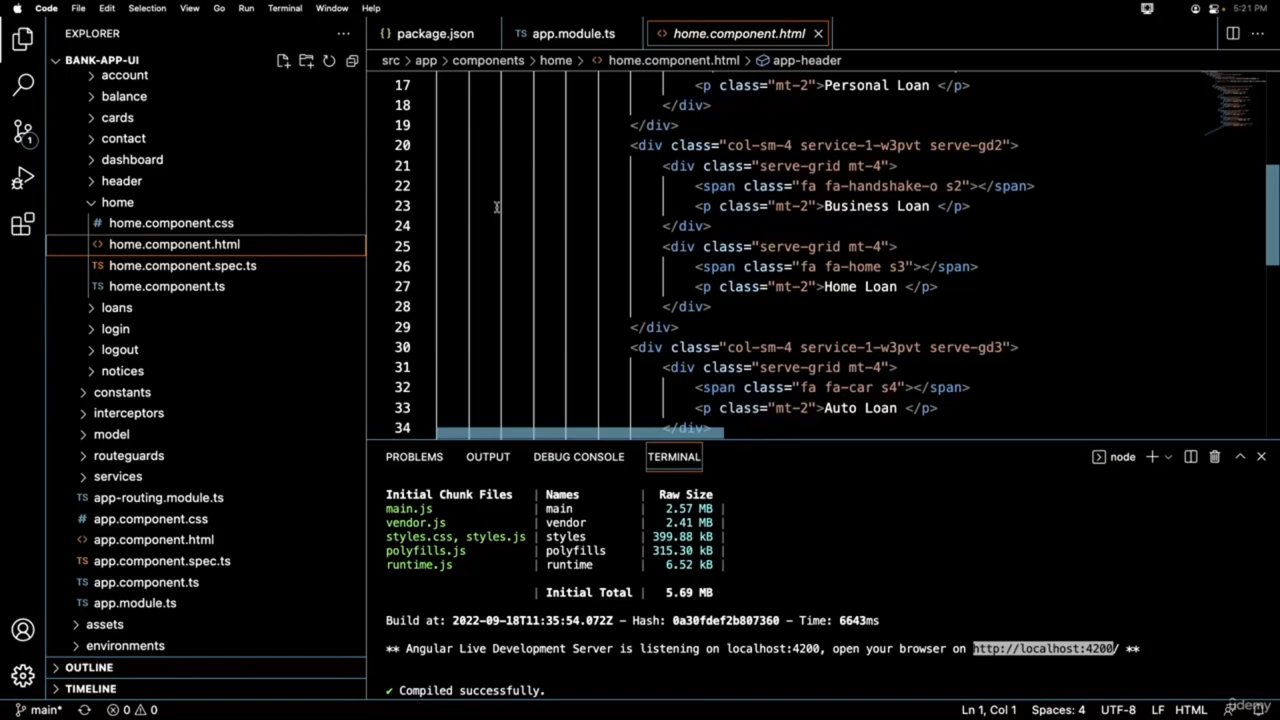 Code File Edit Selection View Go Run Terminal Window Help 5:21 PM
EXPLORER
BANK-APP-UI
account
balance
cards
contact
dashboard
header
home
# home.component.css
<> home.component.html
TS home.component.spec.ts
TS home.component.ts
loans
login
logout
notices
constants
interceptors
model
routeguards
services
TS app-routing.module.ts
# app.component.css
<> app.component.html
TS app.component.spec.ts
TS app.component.ts
TS app.module.ts
assets
environments
OUTLINE
TIMELINE
1
{} package.json TS app.module.ts <> home.component.html
src > app > components > home > <> home.component.html > app-header
17 <p class="mt-2">Personal Loan </p>
18 </div>
19 </div>
20 <div class="col-sm-4 service-1-w3pvt serve-gd2">
21 <div class="serve-grid mt-4">
22 <span class="fa fa-handshake-o s2"></span>
23 <p class="mt-2">Business Loan </p>
24 </div>
25 <div class="serve-grid mt-4">
26 <span class="fa fa-home s3"></span>
27 <p class="mt-2">Home Loan </p>
28 </div>
29 </div>
30 <div class="col-sm-4 service-1-w3pvt serve-gd3">
31 <div class="serve-grid mt-4">
32 <span class="fa fa-car s4"></span>
33 <p class="mt-2">Auto Loan </p>
34 </div>
PROBLEMS OUTPUT DEBUG CONSOLE TERMINAL node
Initial Chunk Files | Names | Raw Size
main.js | main | 2.57 MB |
vendor.js | vendor | 2.41 MB |
styles.css, styles.js | styles | 399.88 kB |
polyfills.js | polyfills | 315.30 kB |
runtime.js | runtime | 6.52 kB |
| Initial Total | 5.69 MB
Build at: 2022-09-18T11:35:54.072Z - Hash: 0a30fdef2b807360 - Time: 6643ms
** Angular Live Development Server is listening on localhost:4200, open your browser on http://localhost:4200/ **
✔ Compiled successfully.
main* 0 0 Ln 1, Col 1 Spaces: 4 UTF-8 LF HTML
udemy